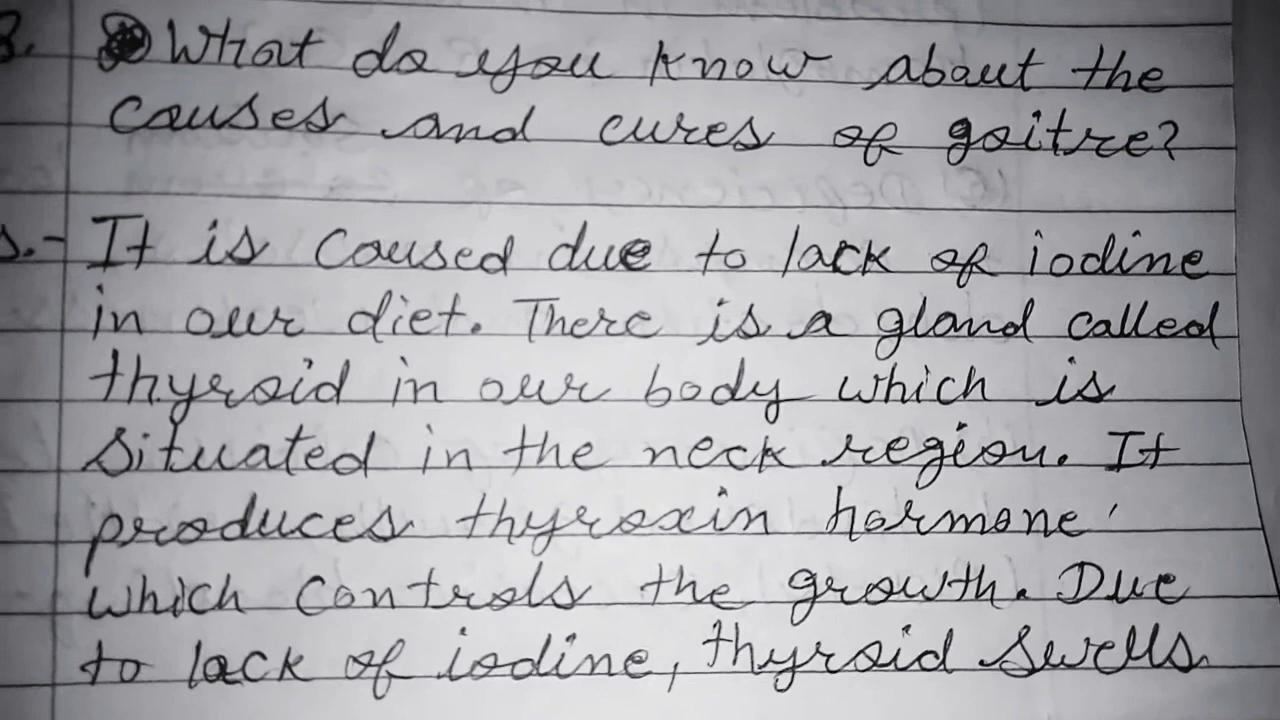 3. What do you know about the
causes and cures of goitre?
s.- It is caused due to lack of iodine
in our diet. There is a gland called
thyroid in our body which is
situated in the neck region. It
produces thyroxin hormone
which controls the growth. Due
to lack of iodine, thyroid swells